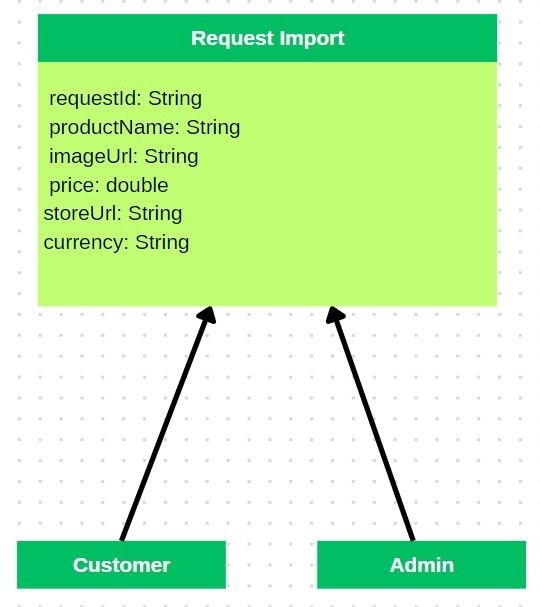 Request Import
requestId: String
productName: String
imageUrl: String
price: double
storeUrl: String
currency: String
Customer
Admin